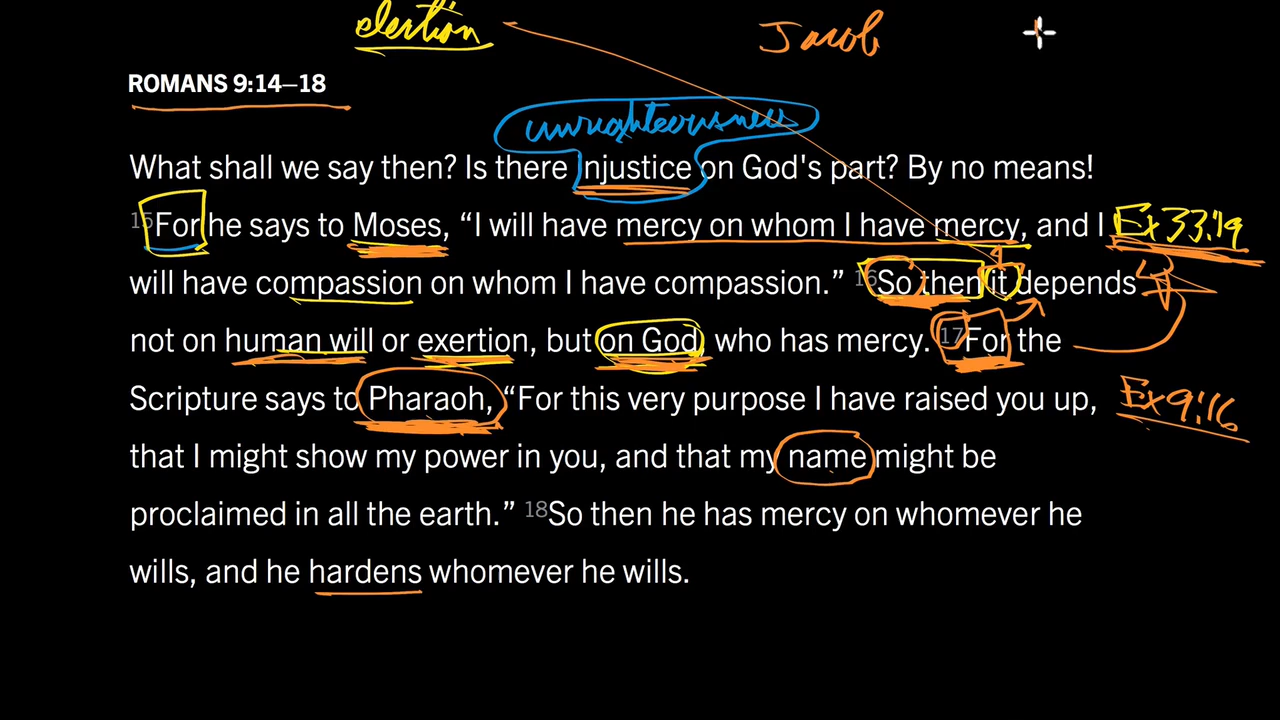 election Jacob
ROMANS 9:14–18
unrighteousness
What shall we say then? Is there injustice on God's part? By no means!
15For he says to Moses, “I will have mercy on whom I have mercy, and I Ex 33:19
will have compassion on whom I have compassion.” 16So then it depends
not on human will or exertion, but on God, who has mercy. 17For the
Scripture says to Pharaoh, “For this very purpose I have raised you up, Ex 9:16
that I might show my power in you, and that my name might be
proclaimed in all the earth.” 18So then he has mercy on whomever he
wills, and he hardens whomever he wills.